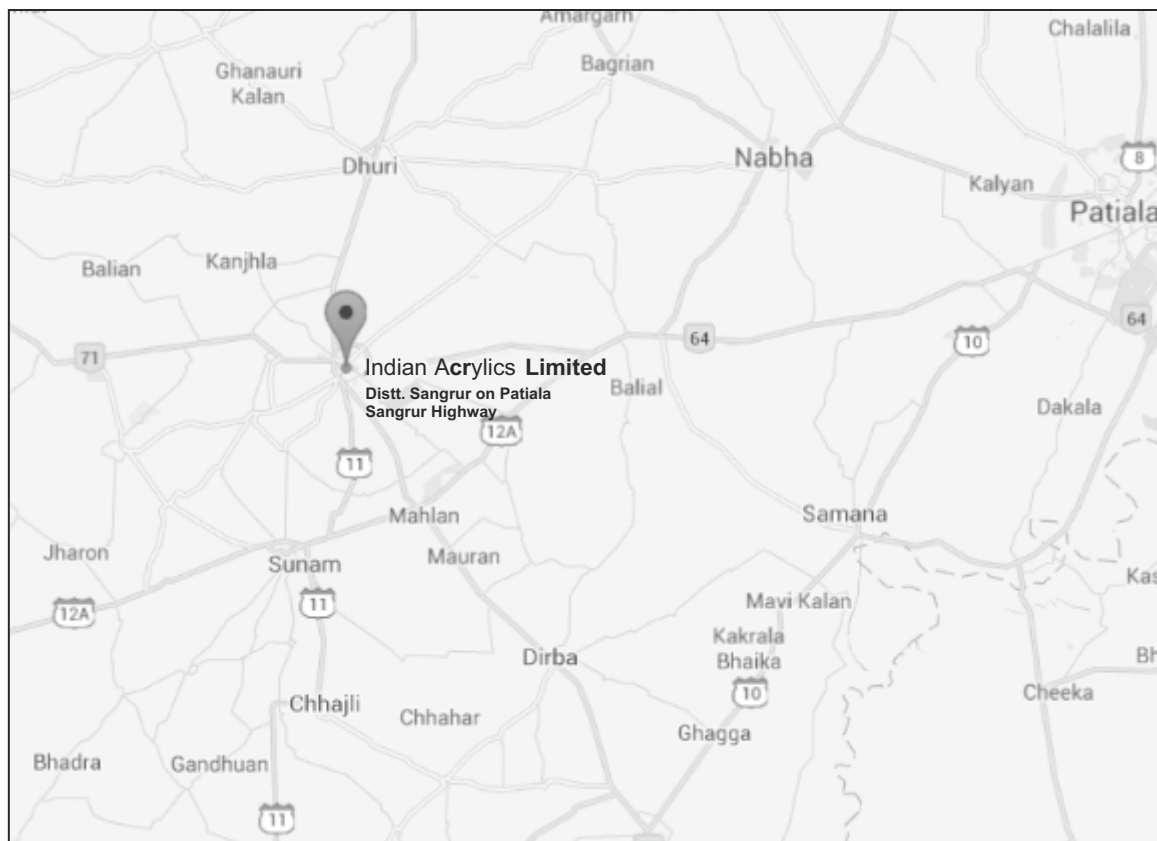 Amargarh
Chalalila
Ghanauri
Kalan
Bagrian
Dhuri
Nabha
8
Kalyan
Patiala
Balian
Kanjhla
64
64
10
71
Indian Acrylics Limited
Distt. Sangrur on Patiala
Sangrur Highway
Balial
Dakala
12A
11
Mahlan
Samana
Jharon
Sunam
Mauran
Kas
12A
11
Mavi Kalan
Kakrala
Bhaika
Dirba
Bh
10
Cheeka
Chhajli
Chhahar
Ghagga
Bhadra
Gandhuan
11